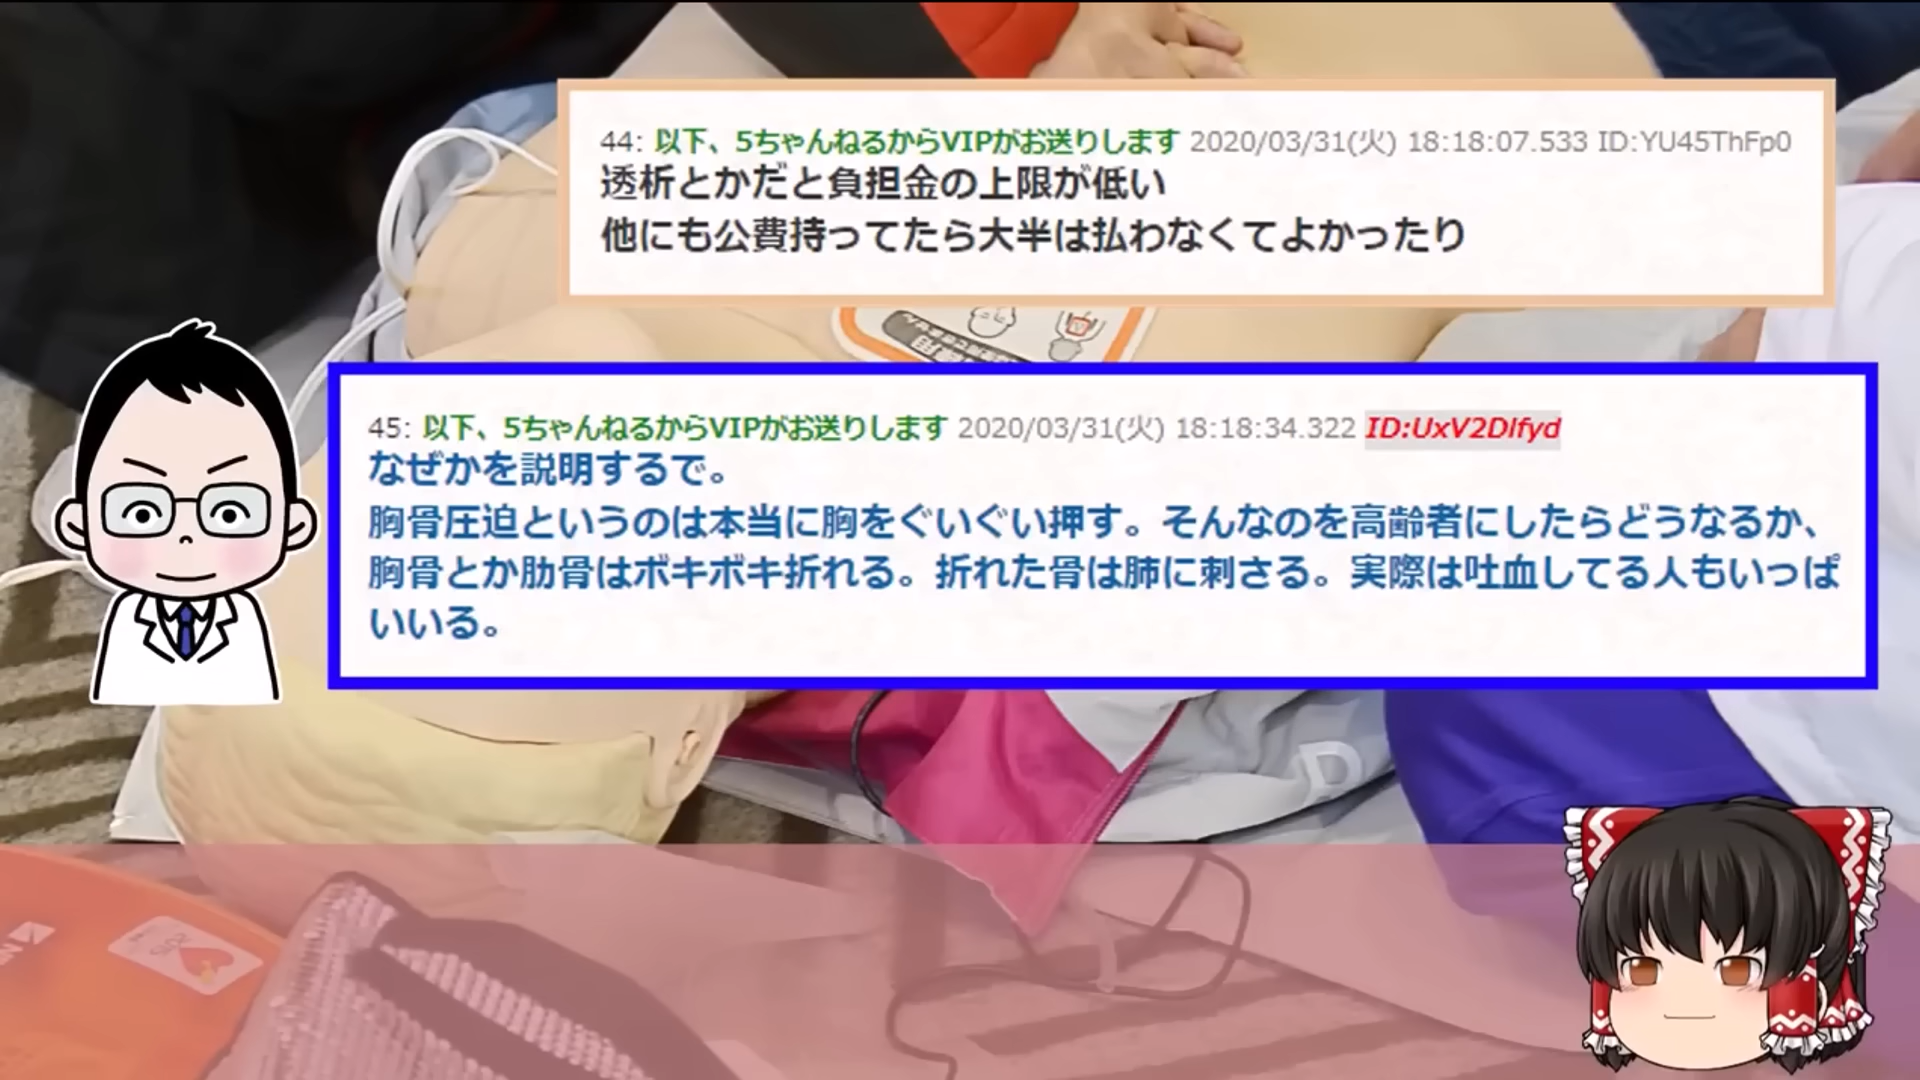 44: 以下、5ちゃんねるからVIPがお送りします 2020/03/31(火) 18:18:07.533 ID:YU45ThFp0
透析とかだと負担金の上限が低い
他にも公費持ってたら大半は払わなくてよかったり
45: 以下、5ちゃんねるからVIPがお送りします 2020/03/31(火) 18:18:34.322 ID:UxV2Dlfyd
なぜかを説明するで。
胸骨圧迫というのは本当に胸をぐいぐい押す。そんなのを高齢者にしたらどうなるか、
胸骨とか肋骨はボキボキ折れる。折れた骨は肺に刺さる。実際は吐血してる人もいっぱ
いいる。